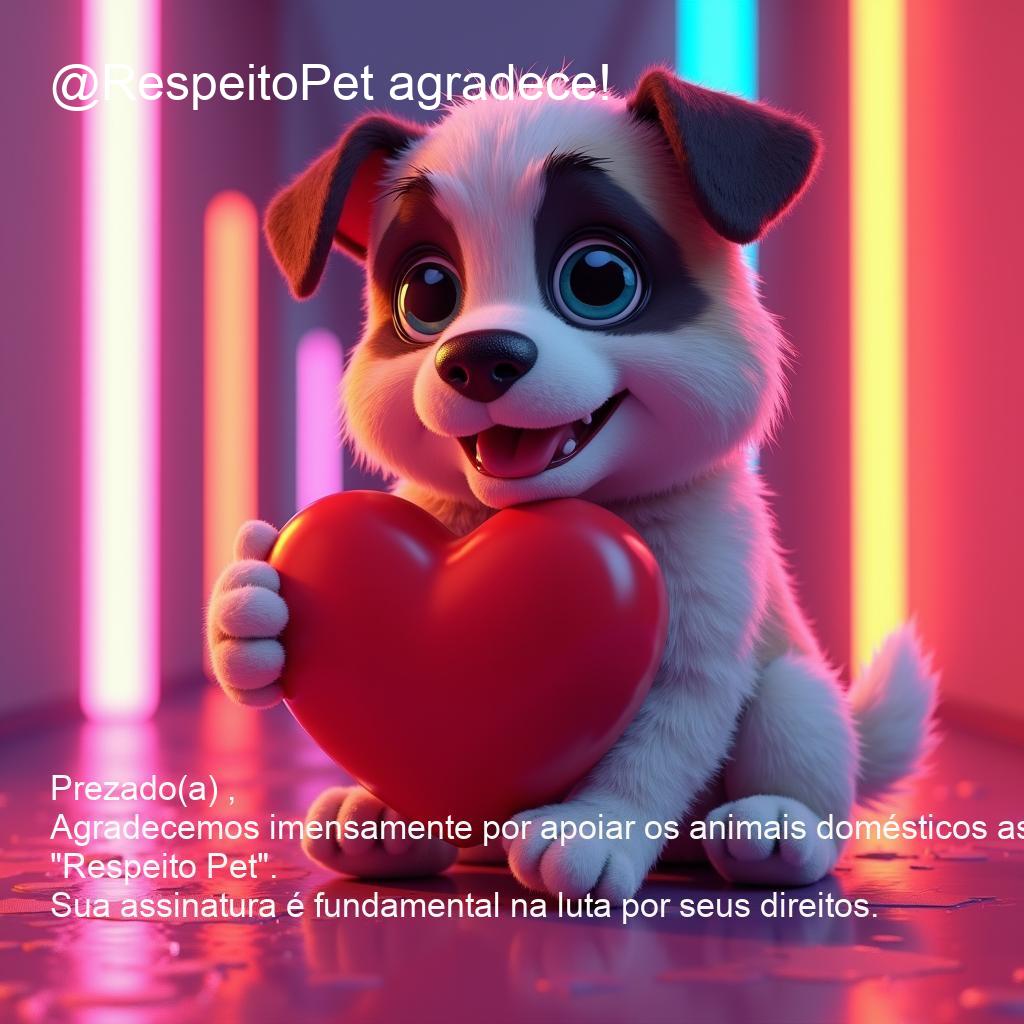 @RespeitoPet agradece!
Prezado(a) ,
Agradecemos imensamente por apoiar os animais domésticos as
"Respeito Pet".
Sua assinatura é fundamental na luta por seus direitos.